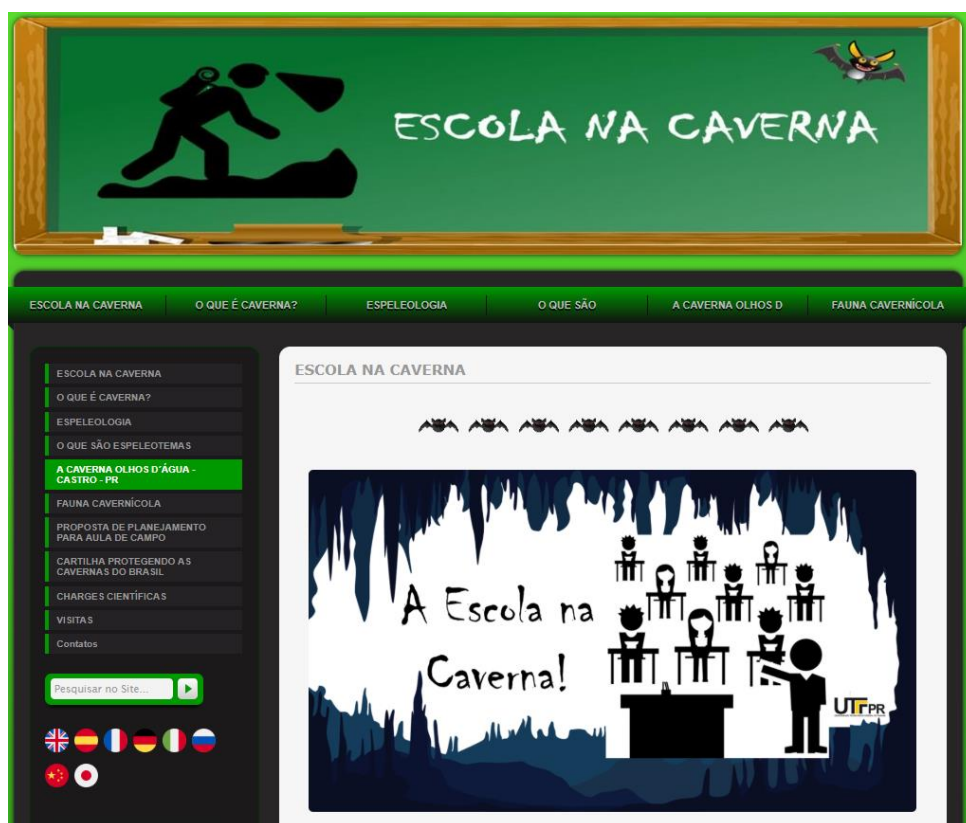 ESCOLA NA CAVERNA
ESCOLA NA CAVERNA
O QUE É CAVERNA?
ESPELEOLOGIA
O QUE SÃO
A CAVERNA OLHOS D
FAUNA CAVERNÍCOLA
ESCOLA NA CAVERNA
O QUE É CAVERNA?
ESPELEOLOGIA
O QUE SÃO ESPELEOTEMAS
A CAVERNA OLHOS D´ÁGUA -
CASTRO - PR
FAUNA CAVERNÍCOLA
PROPOSTA DE PLANEJAMENTO
PARA AULA DE CAMPO
CARTILHA PROTEGENDO AS
CAVERNAS DO BRASIL
CHARGES CIENTÍFICAS
VISITAS
Contatos
Pesquisar no Site...
ESCOLA NA CAVERNA
A Escola na
Caverna!
UTFPR